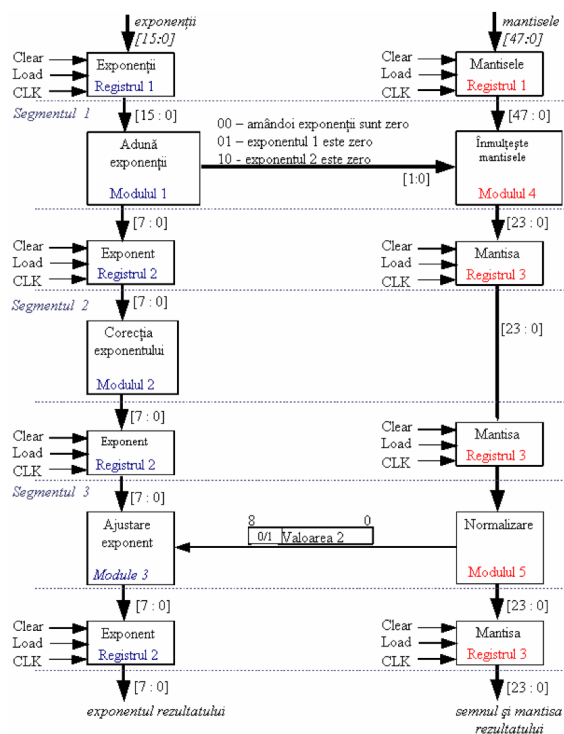 exponenţii
[15:0]
mantisele
[47:0]
Clear
Load
CLK
Exponenţii
Registrul 1
Clear
Load
CLK
Mantisele
Registrul 1
Segmentul 1
[15 : 0]
[47 : 0]
00 – amândoi exponenţii sunt zero
01 – exponentul 1 este zero
10 - exponentul 2 este zero
[1:0]
Adună
exponenţii
Modulul 1
Înmulţeşte
mantisele
Modulul 4
[7 : 0]
[23 : 0]
Clear
Load
CLK
Exponent
Registrul 2
Clear
Load
CLK
Mantisa
Registrul 3
Segmentul 2
[7 : 0]
[23 : 0]
Corecţia
exponentului
Modulul 2
[7 : 0]
Clear
Load
CLK
Exponent
Registrul 2
Clear
Load
CLK
Mantisa
Registrul 3
Segmentul 3
[7 : 0]
Ajustare
exponent
Module 3
8 0
0/1 Valoarea 2
Normalizare
Modulul 5
[7 : 0]
[23 : 0]
Clear
Load
CLK
Exponent
Registrul 2
Clear
Load
CLK
Mantisa
Registrul 3
[7 : 0]
[23 : 0]
exponentul rezultatului
semnul şi mantisa
rezultatului